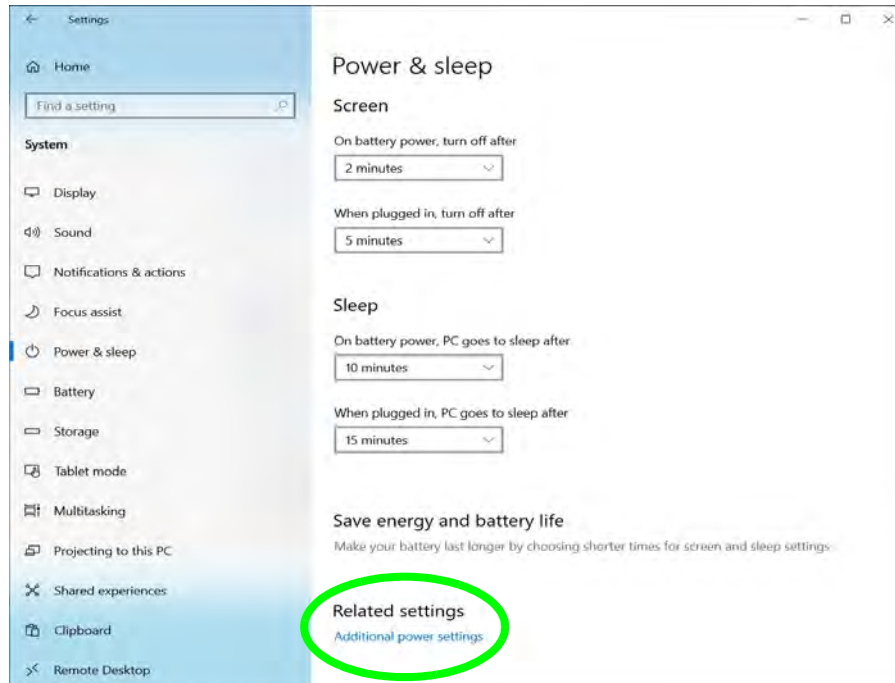 Settings
Home
Find a setting
System
Display
Sound
Notifications & actions
Focus assist
Power & sleep
Battery
Storage
Tablet mode
Multitasking
Projecting to this PC
Shared experiences
Clipboard
Remote Desktop
Power & sleep
Screen
On battery power, turn off after
2 minutes
When plugged in, turn off after
5 minutes
Sleep
On battery power, PC goes to sleep after
10 minutes
When plugged in, PC goes to sleep after
15 minutes
Save energy and battery life
Make your battery last longer by choosing shorter times for screen and sleep settings
Related settings
Additional power settings